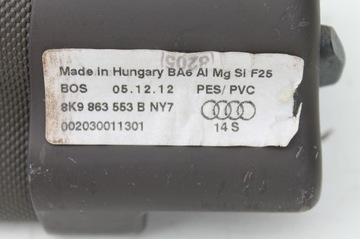 8205
Made in Hungary BA6 Al Mg Si F25
BOS 05.12.12 PES/ PVC
8K9 863 553 B NY7
002030011301
14 S